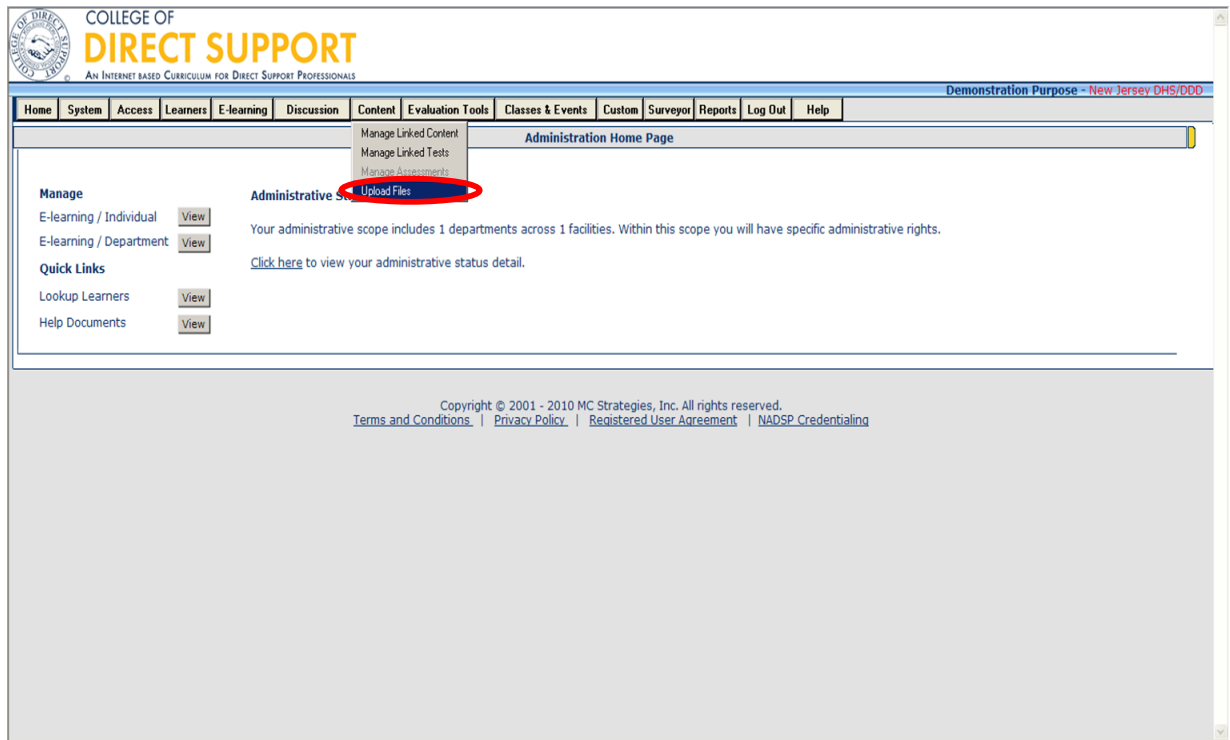 COLLEGE OF
DIRECT SUPPORT
AN INTERNET BASED CURRICULUM FOR DIRECT SUPPORT PROFESSIONALS
Demonstration Purpose - New Jersey DHS/DDD
Home System Access Learners E-learning Discussion Content Evaluation Tools Classes & Events Custom Surveyor Reports Log Out Help
Administration Home Page
Manage Linked Content
Manage Linked Tests
Manage Assessments
Upload Files
Manage
E-learning / Individual View
E-learning / Department View
Quick Links
Lookup Learners View
Help Documents View
Administrative
Your administrative scope includes 1 departments across 1 facilities. Within this scope you will have specific administrative rights.
Click here to view your administrative status detail.
Copyright © 2001 - 2010 MC Strategies, Inc. All rights reserved.
Terms and Conditions | Privacy Policy | Registered User Agreement | NADSP Credentialing